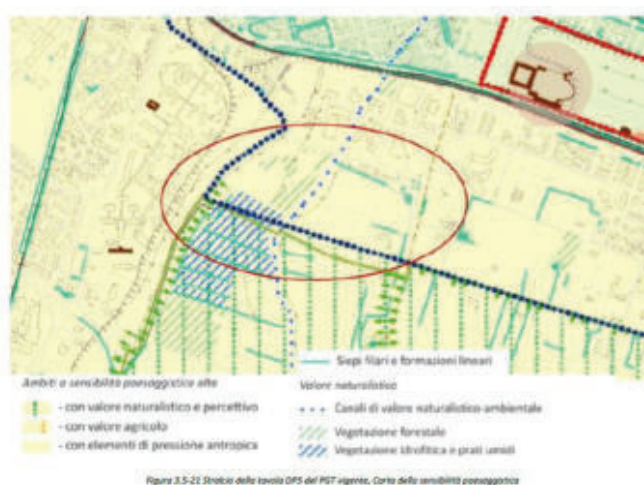 Siepi filari e formazioni lineari
Ambiti a sensibilità paesaggistica alta
- con valore naturalistico e percettivo
- con valore agricolo
- con elementi di pressione antropica
Valore naturalistico
Canali di valore naturalistico-ambientale
Vegetazione forestale
Vegetazione idrofitica e prati umidi
Figura 3.5-21 Stralcio della tavola DP5 del PGT vigente, Carta della sensibilità paesaggistica